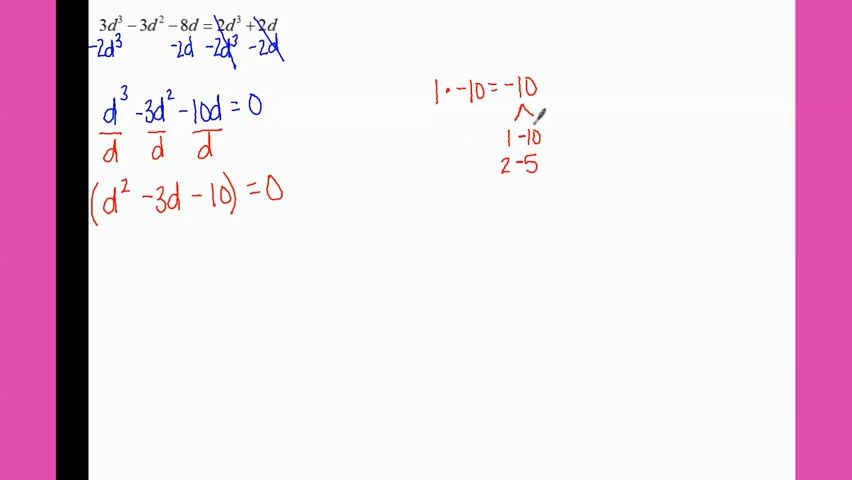 3d³ − 3d² − 8d = 2d³ + 2d
-2d³ -2d -2d³ -2d
d³ -3d² -10d = 0
d d d
(d² -3d -10) = 0
1 · -10 = -10
1 -10
2 -5